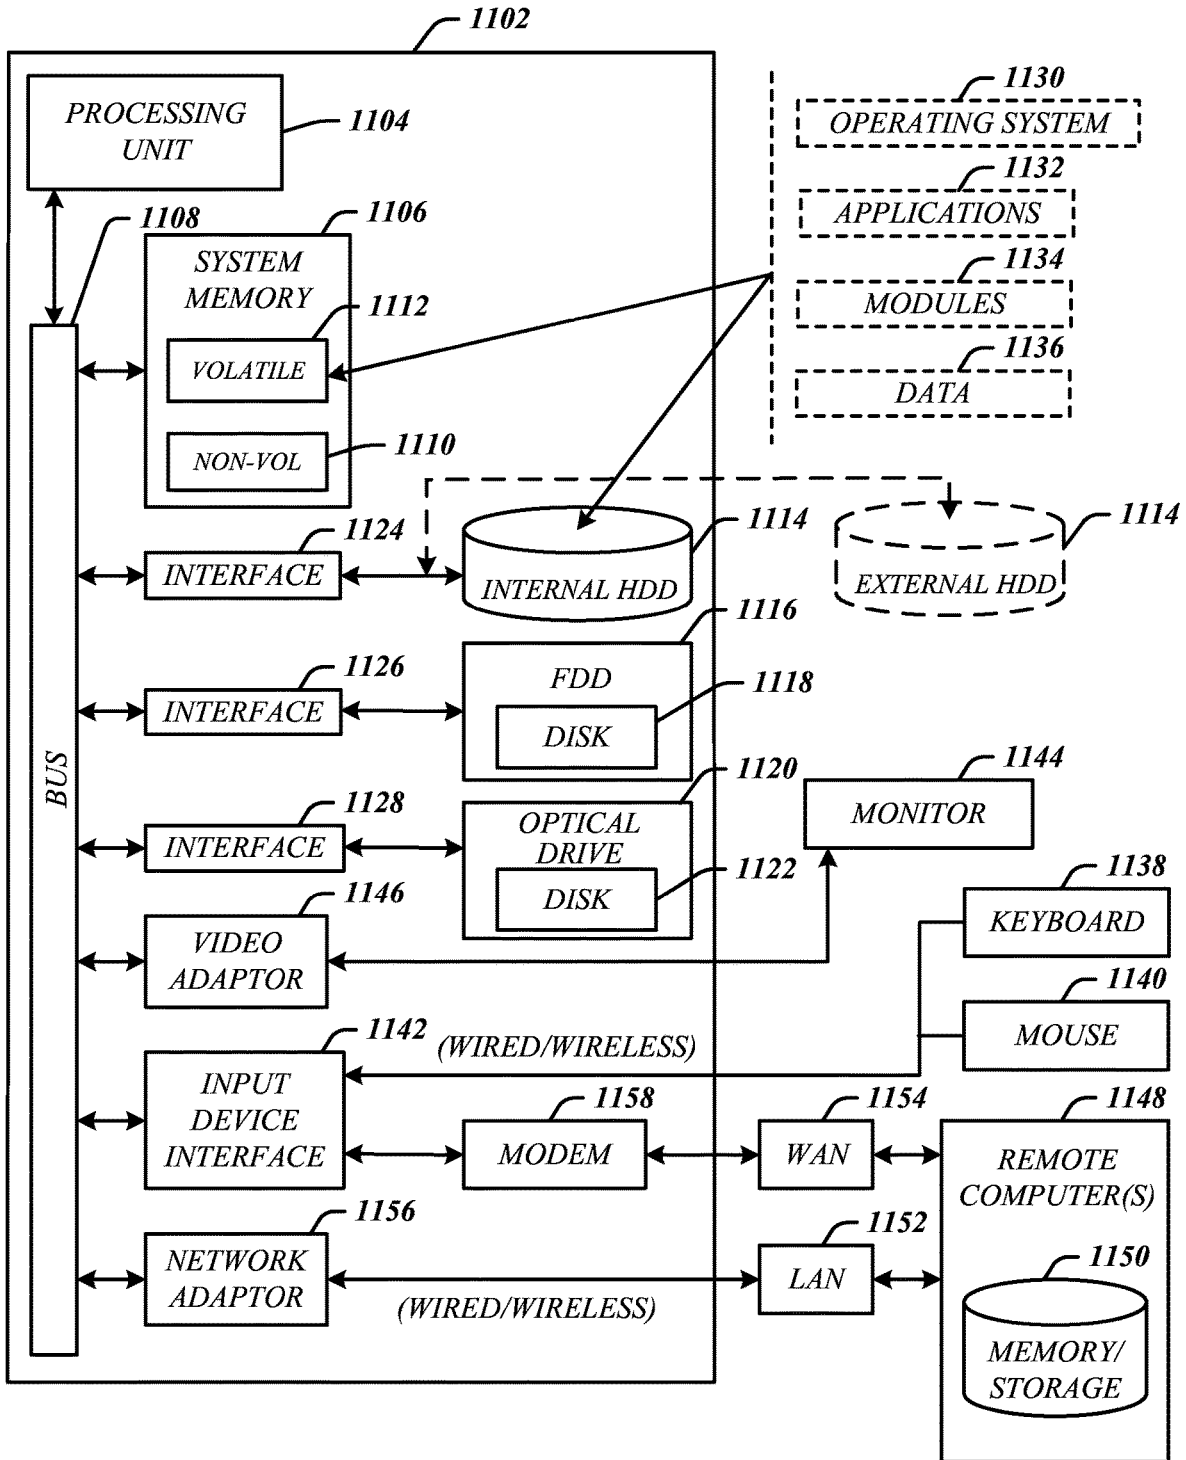 1102
PROCESSING
UNIT
1104
1130
OPERATING SYSTEM
1132
APPLICATIONS
1134
MODULES
1136
DATA
1108
1106
SYSTEM
MEMORY
1112
VOLATILE
1110
NON-VOL
1124
INTERFACE
1114
INTERNAL HDD
1114
EXTERNAL HDD
1126
INTERFACE
1116
FDD
1118
DISK
BUS
1128
INTERFACE
1120
OPTICAL
DRIVE
1122
DISK
1144
MONITOR
1146
VIDEO
ADAPTOR
1138
KEYBOARD
1140
MOUSE
1142
INPUT
DEVICE
INTERFACE
(WIRED/WIRELESS)
1158
MODEM
1154
WAN
1148
REMOTE
COMPUTER(S)
1156
NETWORK
ADAPTOR
(WIRED/WIRELESS)
1152
LAN
1150
MEMORY/
STORAGE